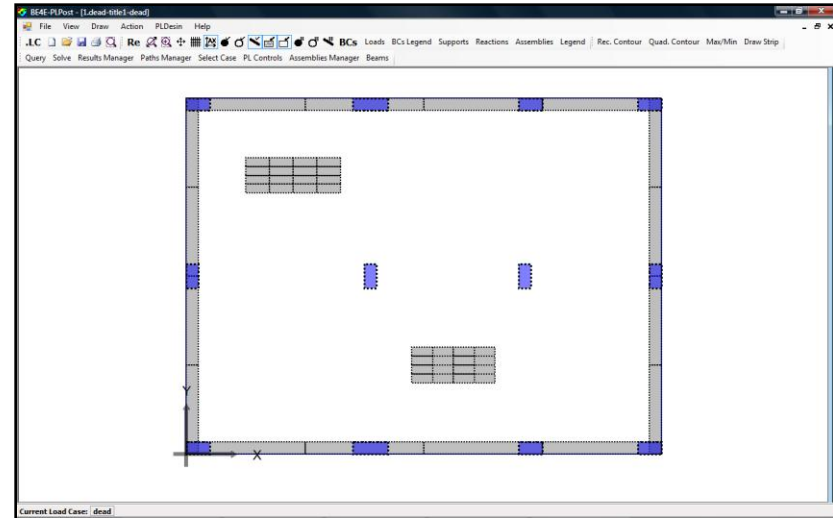 BE4E-PLPost - [1.dead-title1-dead]
File View Draw Action PLDesin Help
.LC Re BCs Loads BCs Legend Supports Reactions Assemblies Legend Rec. Contour Quad. Contour Max/Min Draw Strip
Query Solve Results Manager Paths Manager Select Case PL Controls Assemblies Manager Beams
Y
X
Current Load Case: dead